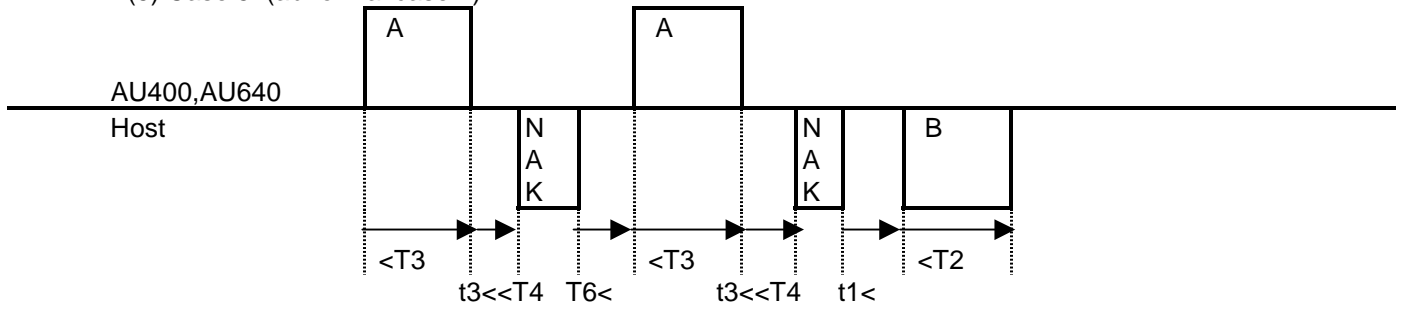 A A
AU400,AU640
Host N A K N A K B
<T3 <T3 <T2
t3<<T4 T6< t3<<T4 t1<